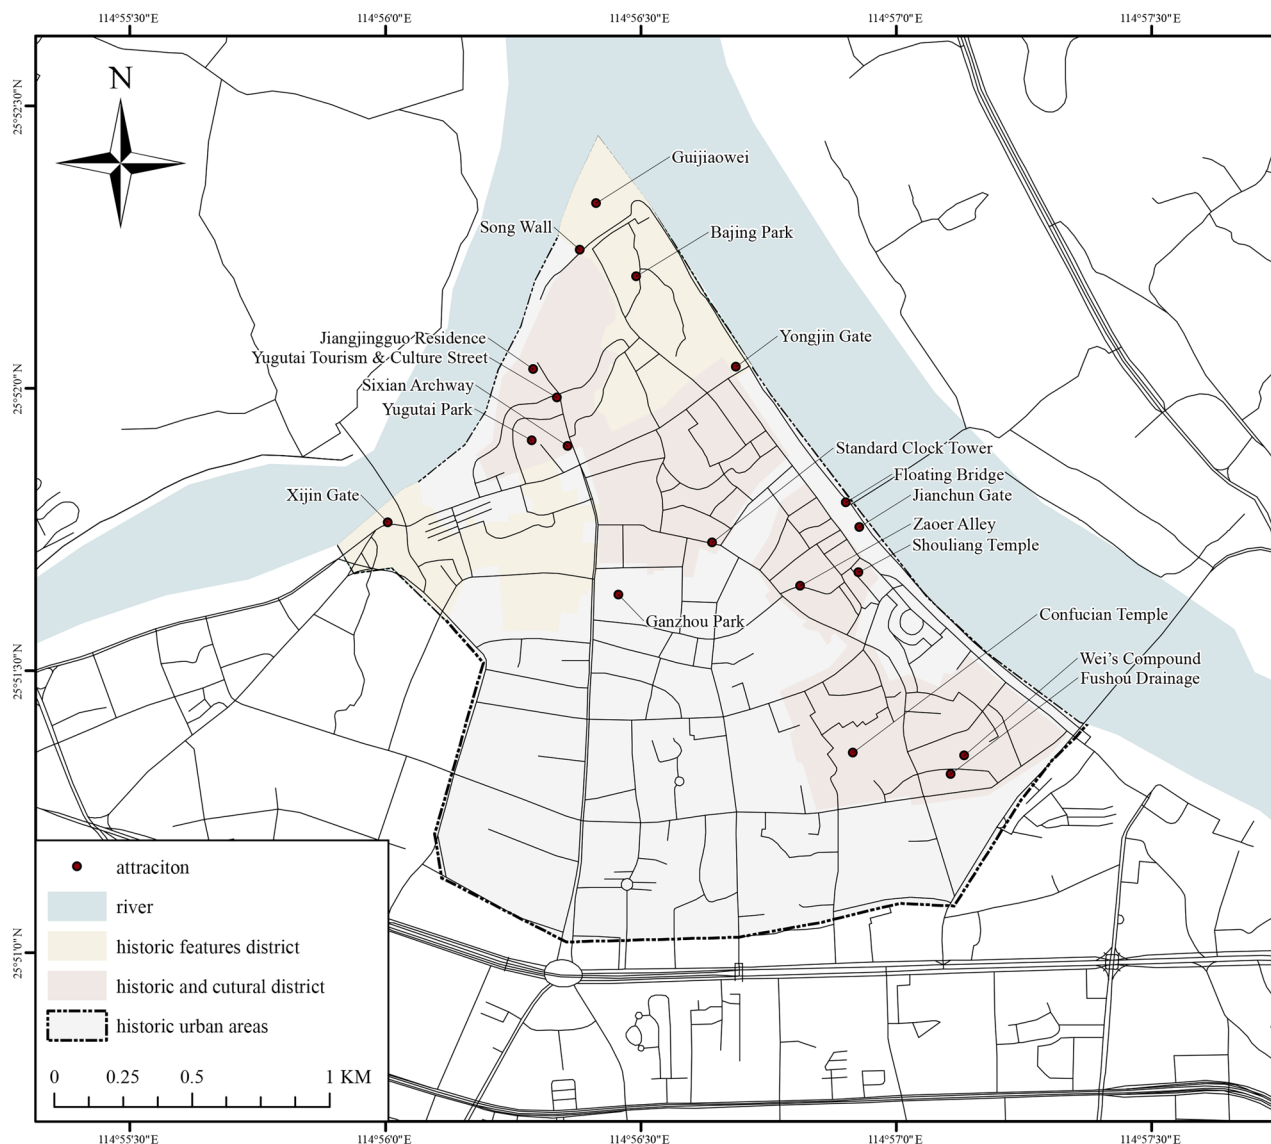 114°55'30"E 114°56'0"E 114°56'30"E 114°57'0"E 114°57'30"E
25°52'30"N
25°52'0"N
25°51'30"N
25°51'0"N
N
Guijiaowei
Song Wall
Bajing Park
Yongjin Gate
Jiangjingguo Residence
Yugutai Tourism & Culture Street
Sixian Archway
Yugutai Park
Standard Clock Tower
Floating Bridge
Xijin Gate
Jianchun Gate
Zaoer Alley
Shouliang Temple
Confucian Temple
Ganzhou Park
Wei's Compound
Fushou Drainage
attraciton
river
historic features district
historic and cutural district
historic urban areas
0 0.25 0.5 1 KM
114°55'30"E 114°56'0"E 114°56'30"E 114°57'0"E 114°57'30"E